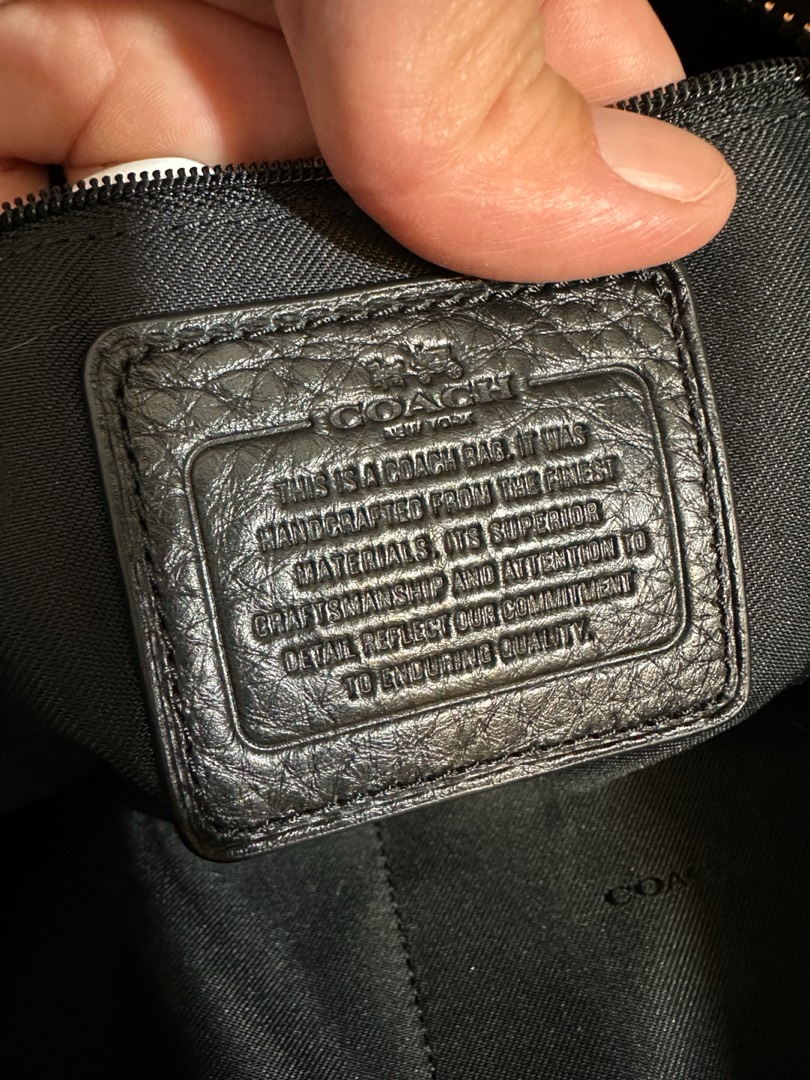 COACH
NEW YORK
THIS IS A COACH BAG. IT WAS
HANDCRAFTED FROM THE FINEST
MATERIALS. ITS SUPERIOR
CRAFTSMANSHIP AND ATTENTION TO
DETAIL REFLECT OUR COMMITMENT
TO ENDURING QUALITY.
COACH